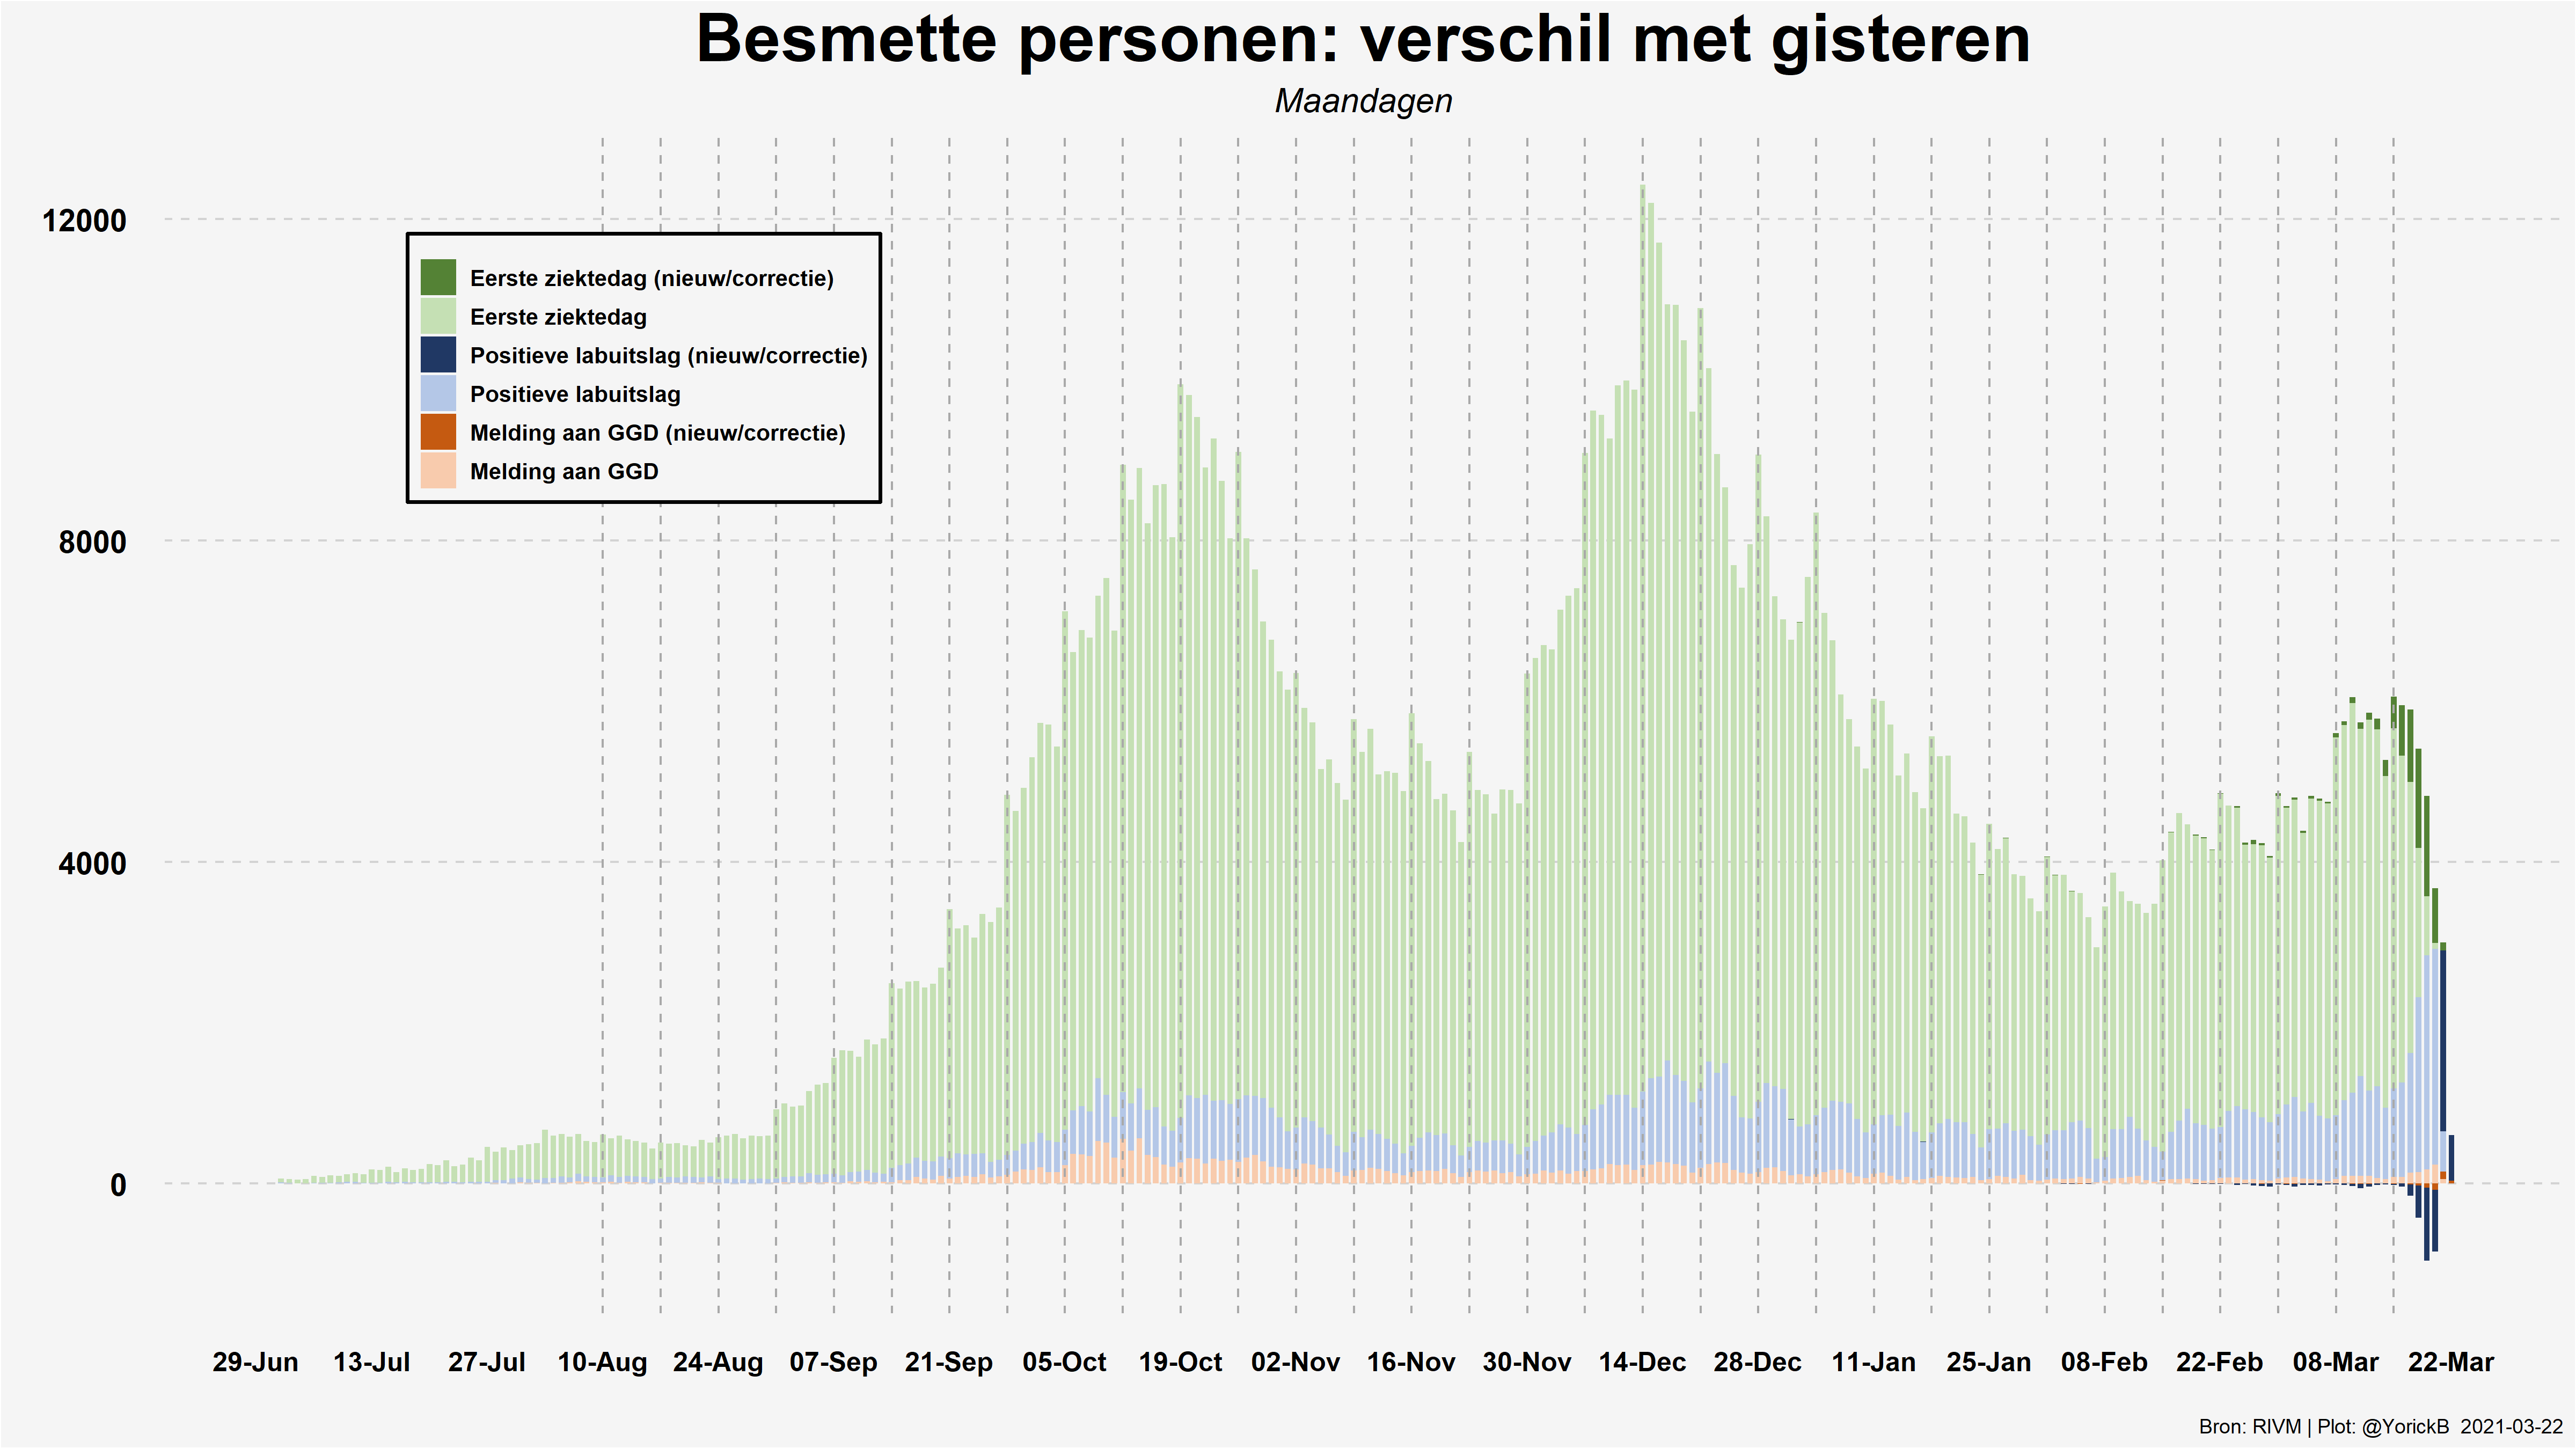 Besmette personen: verschil met gisteren
Maandagen
12000
8000
4000
0
Eerste ziektedag (nieuw/correctie)
Eerste ziektedag
Positieve labuitslag (nieuw/correctie)
Positieve labuitslag
Melding aan GGD (nieuw/correctie)
Melding aan GGD
29-Jun 13-Jul 27-Jul 10-Aug 24-Aug 07-Sep 21-Sep 05-Oct 19-Oct 02-Nov 16-Nov 30-Nov 14-Dec 28-Dec 11-Jan 25-Jan 08-Feb 22-Feb 08-Mar 22-Mar
Bron: RIVM | Plot: @YorickB 2021-03-22